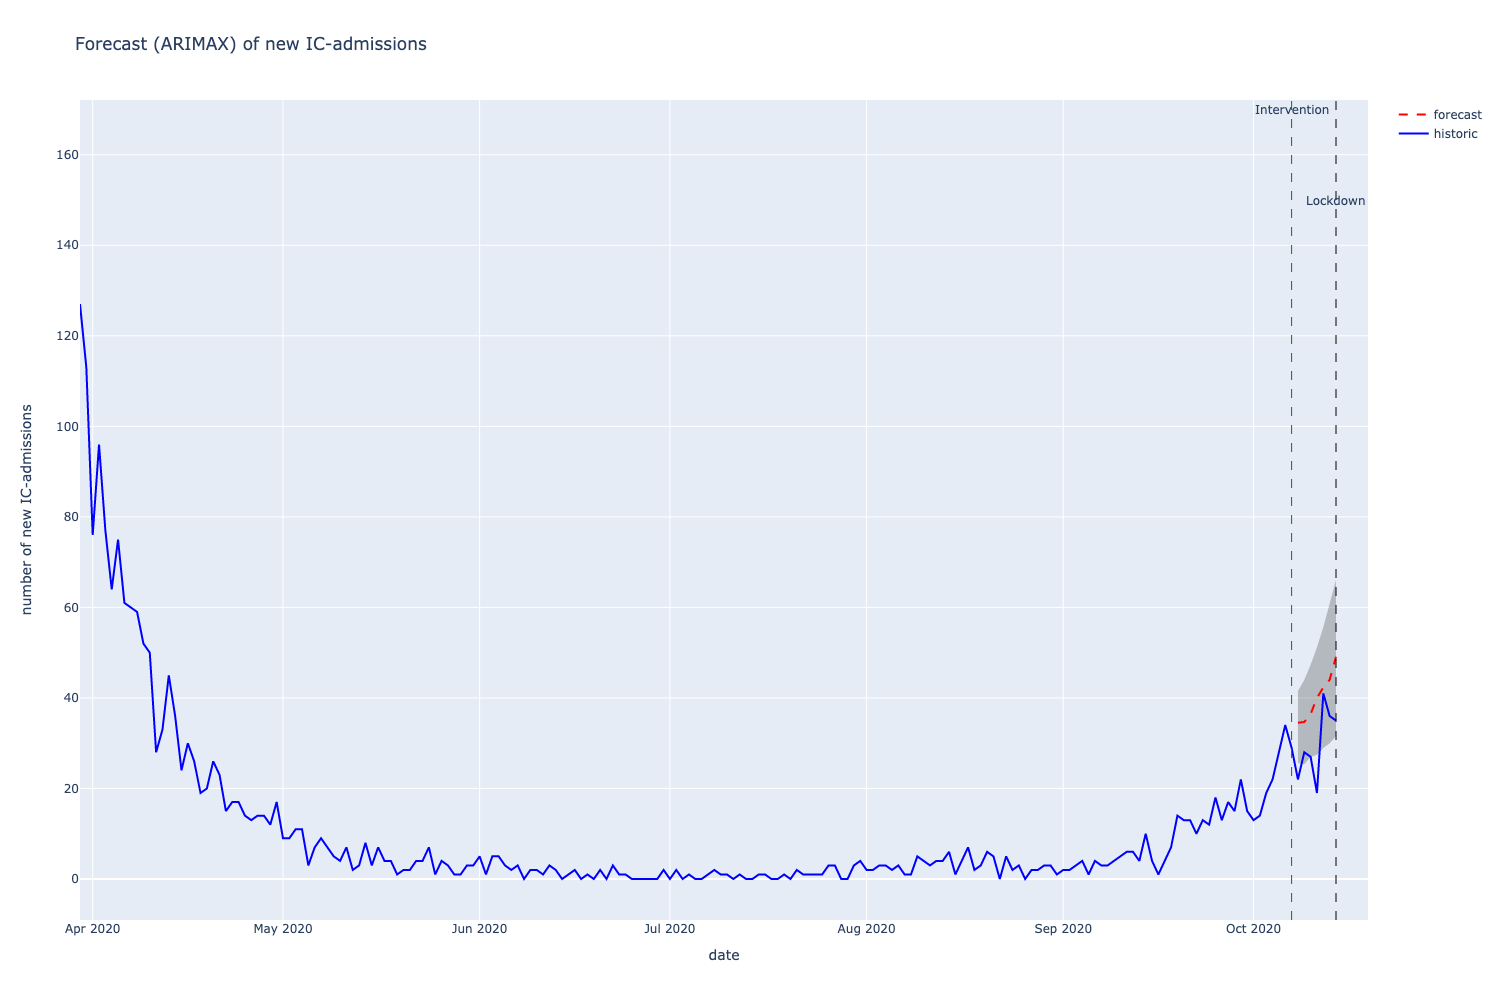 Forecast (ARIMAX) of new IC-admissions
Intervention
forecast
historic
Lockdown
160
140
120
100
80
60
40
20
0
number of new IC-admissions
Apr 2020
May 2020
Jun 2020
Jul 2020
Aug 2020
Sep 2020
Oct 2020
date